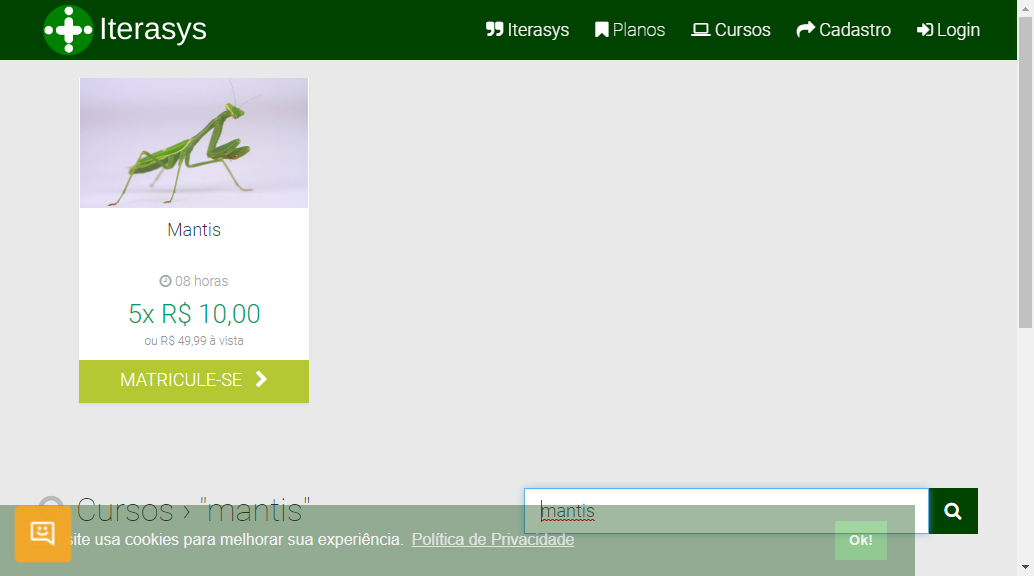 Iterasys
Iterasys Planos Cursos Cadastro Login
Mantis
08 horas
5x R$ 10,00
ou R$ 49,99 à vista
MATRICULE-SE
Cursos › "mantis"
mantis
site usa cookies para melhorar sua experiência. Política de Privacidade
Ok!